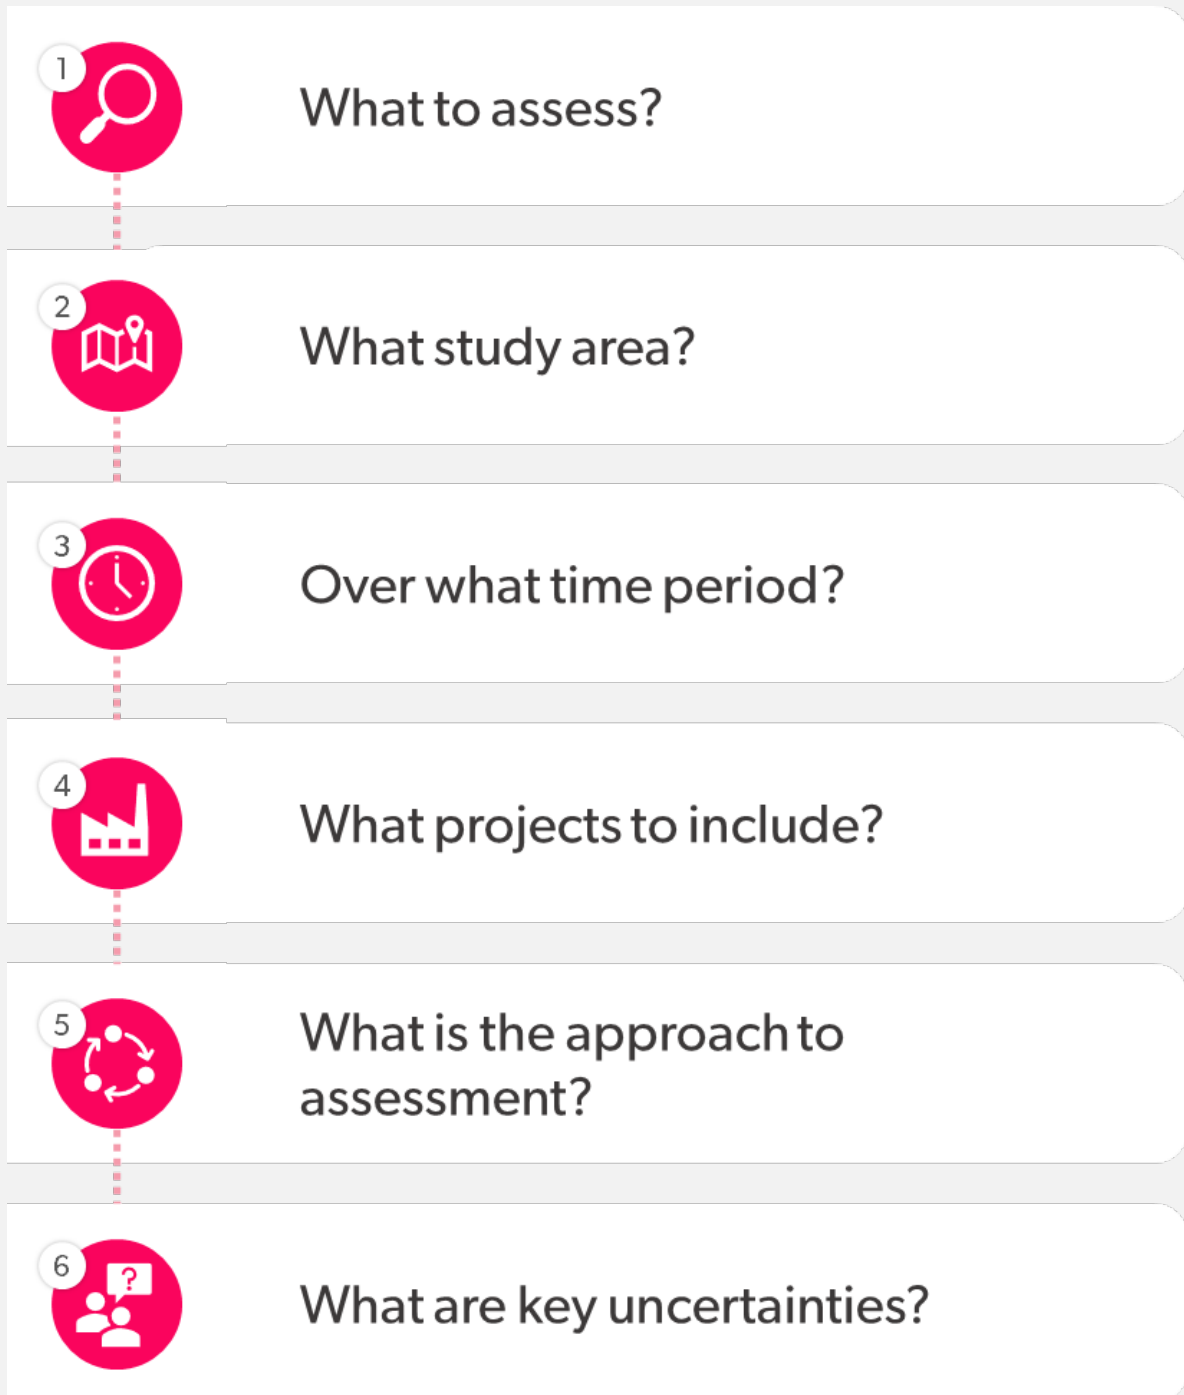 1
What to assess?
2
What study area?
3
Over what time period?
4
What projects to include?
5
What is the approach to
assessment?
6
?
What are key uncertainties?